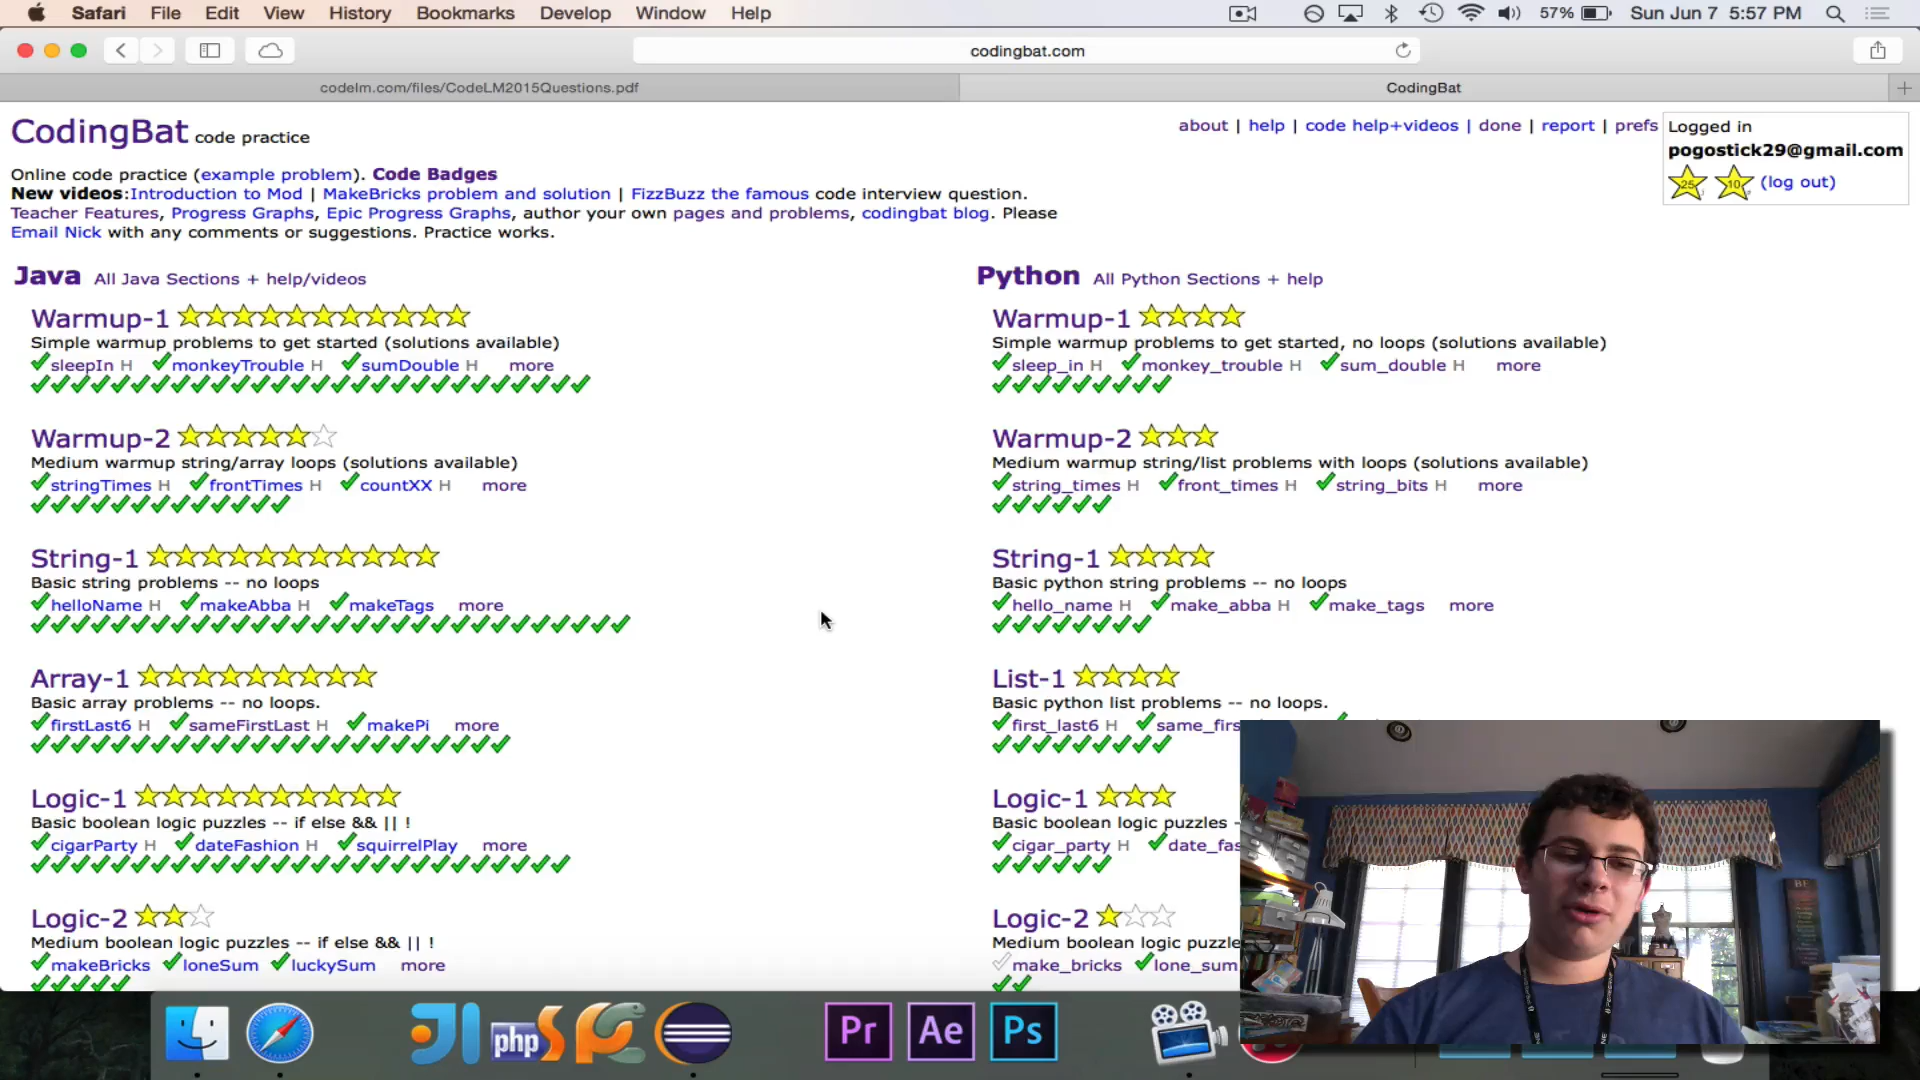 Safari File Edit View History Bookmarks Develop Window Help 57% Sun Jun 7 5:57 PM
codingbat.com
codelm.com/files/CodeLM2015Questions.pdf CodingBat
CodingBat code practice
about | help | code help+videos | done | report | prefs
Logged in
pogostick29@gmail.com
25 10 (log out)
Online code practice (example problem). Code Badges
New videos:Introduction to Mod | MakeBricks problem and solution | FizzBuzz the famous code interview question.
Teacher Features, Progress Graphs, Epic Progress Graphs, author your own pages and problems, codingbat blog. Please
Email Nick with any comments or suggestions. Practice works.
Java All Java Sections + help/videos
Warmup-1
Simple warmup problems to get started (solutions available)
sleepIn H monkeyTrouble H sumDouble H more
Warmup-2
Medium warmup string/array loops (solutions available)
stringTimes H frontTimes H countXX H more
String-1
Basic string problems -- no loops
helloName H makeAbba H makeTags more
Array-1
Basic array problems -- no loops.
firstLast6 H sameFirstLast H makePi more
Logic-1
Basic boolean logic puzzles -- if else && || !
cigarParty H dateFashion H squirrelPlay more
Logic-2
Medium boolean logic puzzles -- if else && || !
makeBricks loneSum luckySum more
Python All Python Sections + help
Warmup-1
Simple warmup problems to get started, no loops (solutions available)
sleep_in H monkey_trouble H sum_double H more
Warmup-2
Medium warmup string/list problems with loops (solutions available)
string_times H front_times H string_bits H more
String-1
Basic python string problems -- no loops
hello_name H make_abba H make_tags more
List-1
Basic python list problems -- no loops.
first_last6 H same_firs
Logic-1
Basic boolean logic puzzles -
cigar_party H date_fas
Logic-2
Medium boolean logic puzzle
make_bricks lone_sum
php Pr Ae Ps